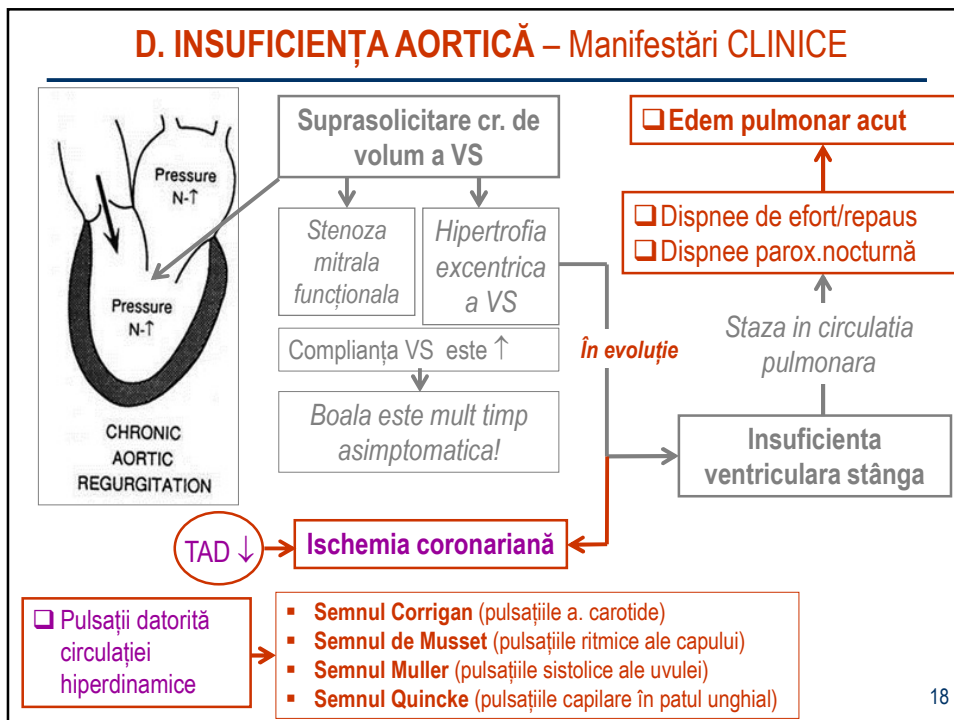 D. INSUFICIENȚA AORTICĂ – Manifestări CLINICE
Pressure
N-↑
Pressure
N-↑
CHRONIC
AORTIC
REGURGITATION
Suprasolicitare cr. de
volum a VS
Stenoza
mitrala
funcționala
Hipertrofia
excentrica
a VS
Complianța VS este ↑
Boala este mult timp
asimptomatica!
În evoluție
❑Edem pulmonar acut
❑Dispnee de efort/repaus
❑Dispnee parox.nocturnă
Staza in circulatia
pulmonara
Insuficienta
ventriculara stânga
TAD ↓
Ischemia coronariană
❑ Pulsații datorită
circulației
hiperdinamice
▪ Semnul Corrigan (pulsațiile a. carotide)
▪ Semnul de Musset (pulsațiile ritmice ale capului)
▪ Semnul Muller (pulsațiile sistolice ale uvulei)
▪ Semnul Quincke (pulsațiile capilare în patul unghial)
18